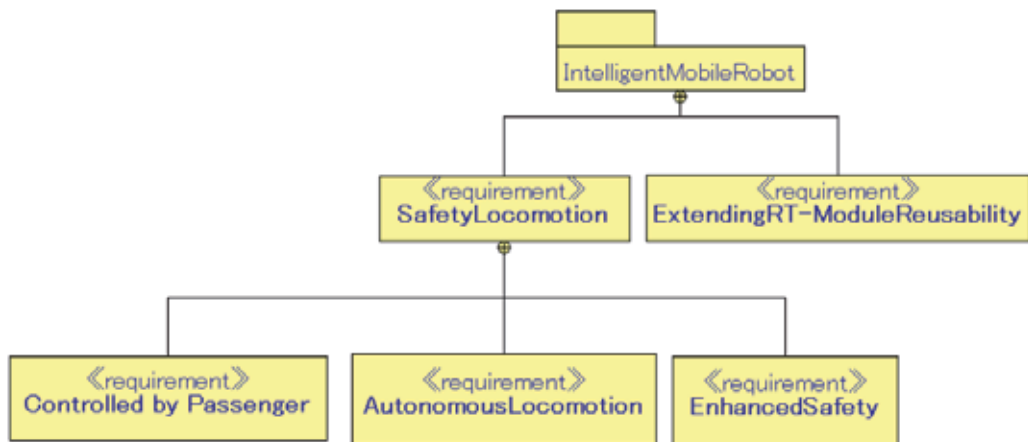 IntelligentMobileRobot
≪requirement≫
SafetyLocomotion
≪requirement≫
ExtendingRT-ModuleReusability
≪requirement≫
Controlled by Passenger
≪requirement≫
AutonomousLocomotion
≪requirement≫
EnhancedSafety